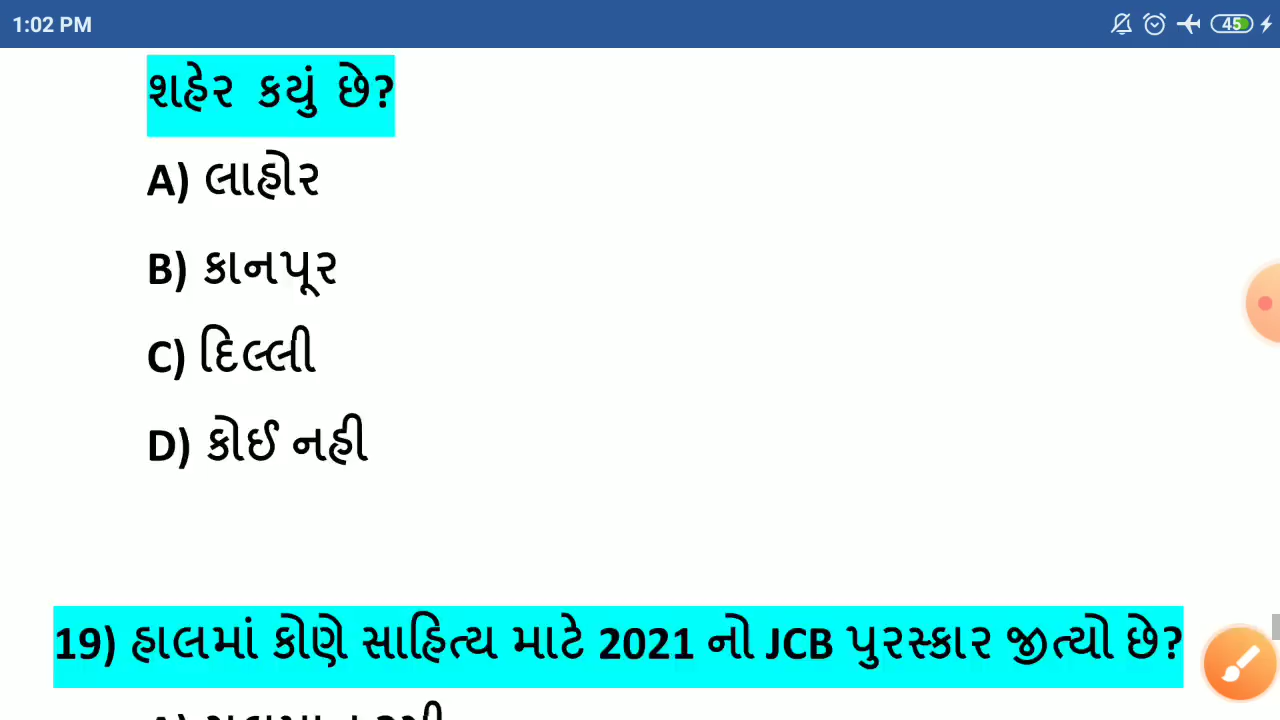 1:02 PM
45
શહેર કયું છે?
A) લાહોર
B) કાનપૂર
C) દિલ્લી
D) કોઈ નહી
19) હાલમાં કોણે સાહિત્ય માટે 2021 નો JCB પુરસ્કાર જીત્યો છે?